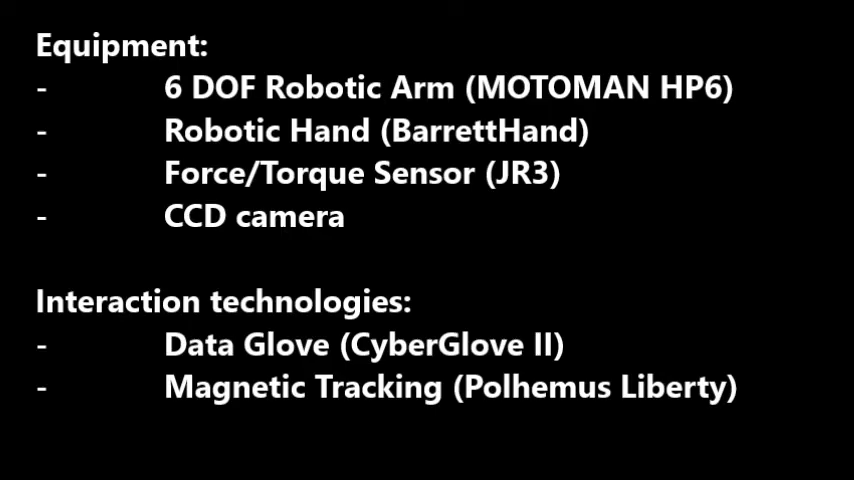 Equipment:
- 6 DOF Robotic Arm (MOTOMAN HP6)
- Robotic Hand (BarrettHand)
- Force/Torque Sensor (JR3)
- CCD camera
Interaction technologies:
- Data Glove (CyberGlove II)
- Magnetic Tracking (Polhemus Liberty)